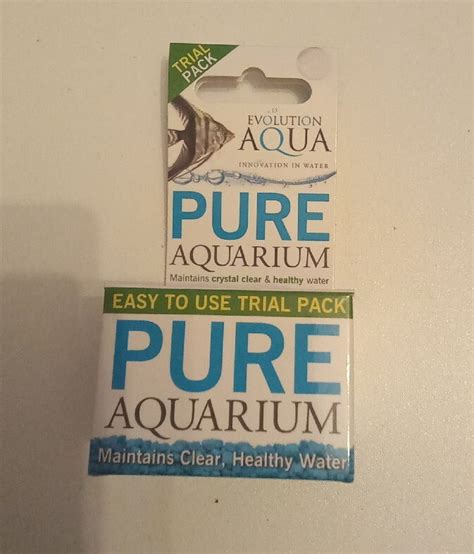 TRIAL
PACK
EVOLUTION
AQUA
INNOVATION IN WATER
PURE
AQUARIUM
Maintains crystal clear & healthy water
EASY TO USE TRIAL PACK
PURE
AQUARIUM
Maintains Clear, Healthy Water